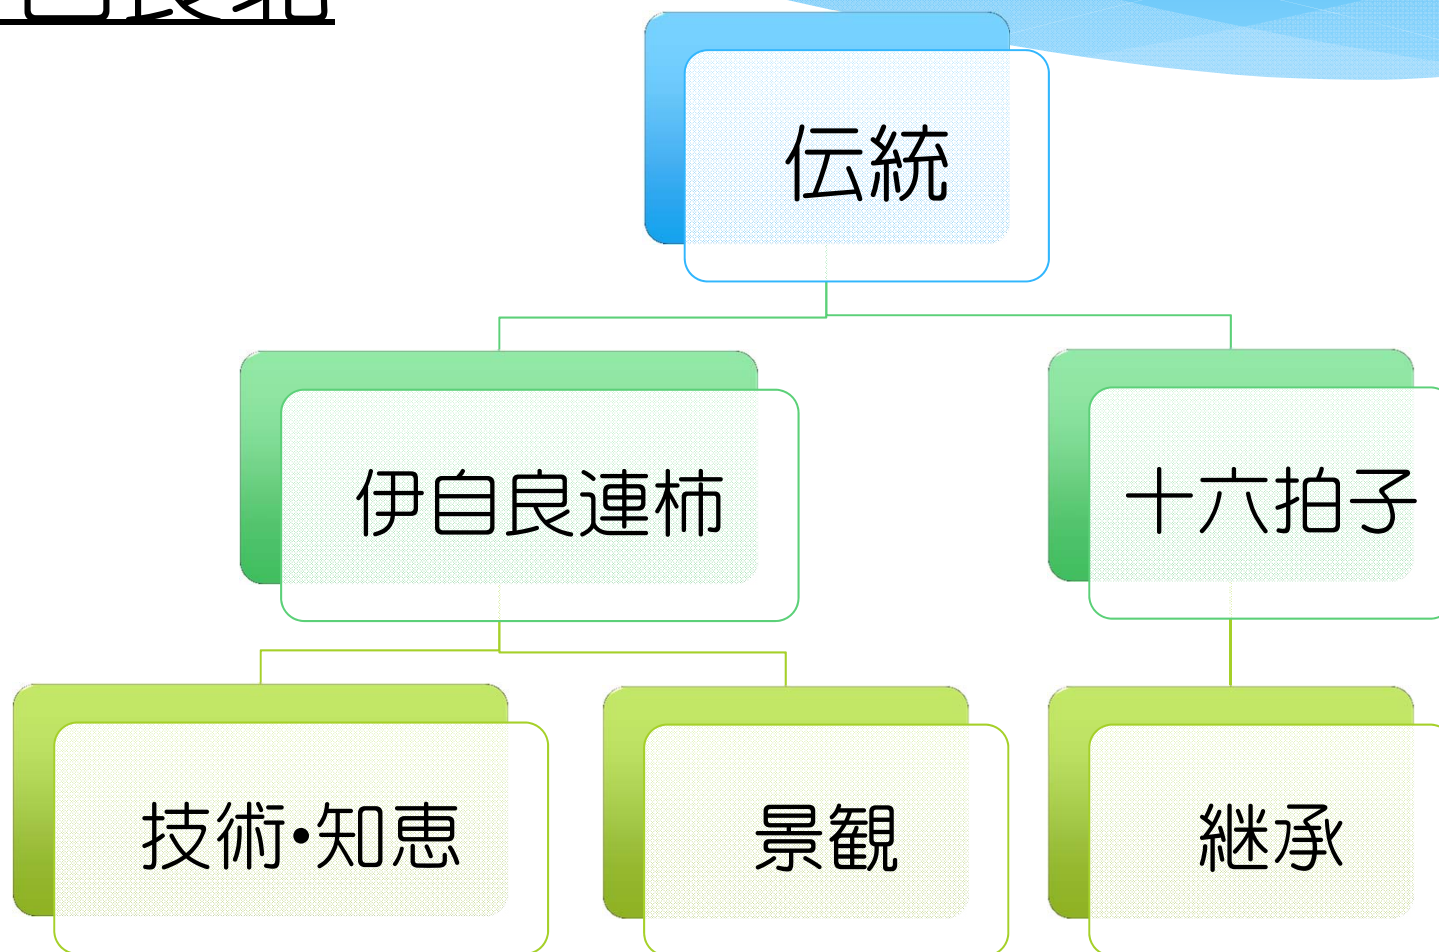 伝統
伊自良連柿
十六拍子
技術・知恵
景観
継承